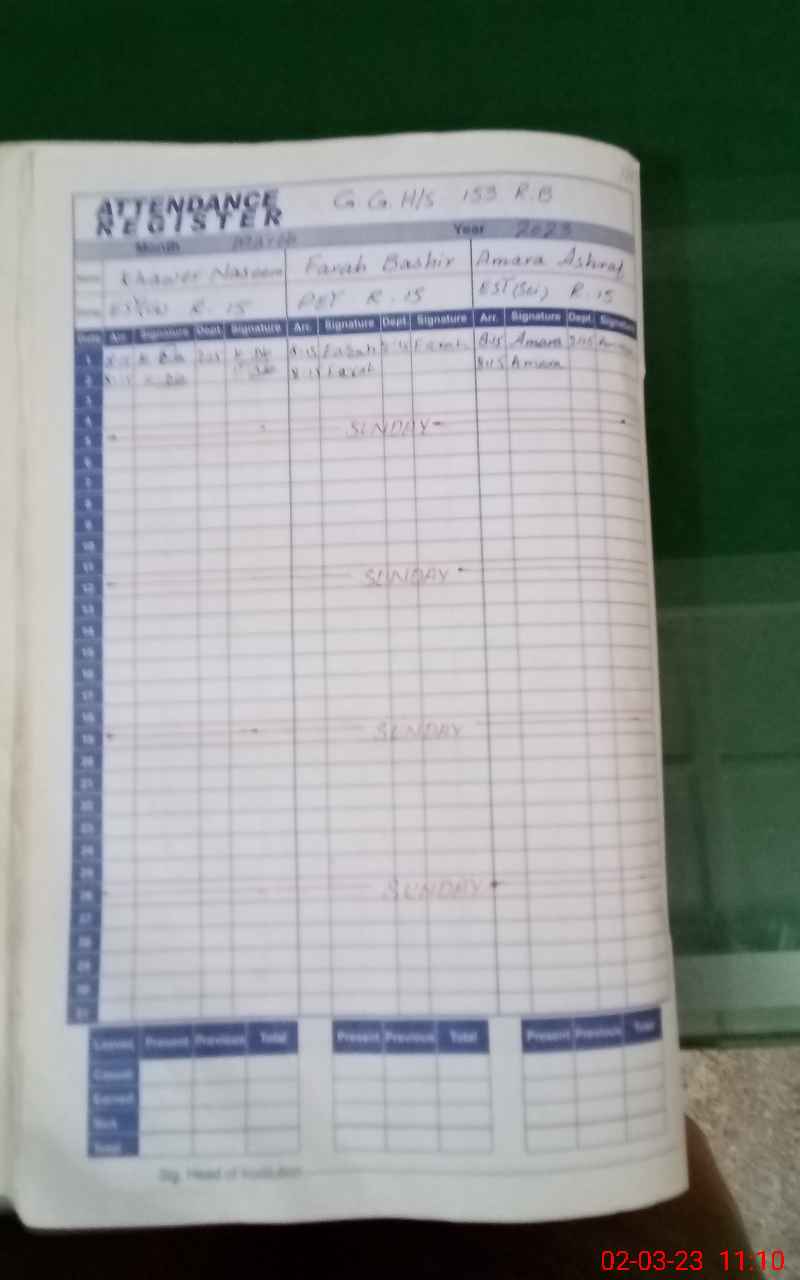 ATTENDANCE REGISTER G.G.H/S 153 R.B
Month March Year 2023
Name Khawer Naseem Farah Bashir Amara Ashraf
R. 15 PET R. 15 EST (Sci) R. 15
Date Arr. Signature Dept. Signature Arr. Signature Dept. Signature Arr. Signature Dept. Signature
1 8:15 Farah Farah 8:15 Amara
2 8:15 Farah 8:15 Amara
3
4
5 SUNDAY
6
7
8
9
10
11
12 SUNDAY
13
14
15
16
17
18
19 SUNDAY
20
21
22
23
24
25
26 SUNDAY
27
28
29
30
31
Leaves Present Previous Total Present Previous Total Present Previous Total
Casual
Earned
Sick
Total
Sig. Head of Institution
02-03-23 11:10